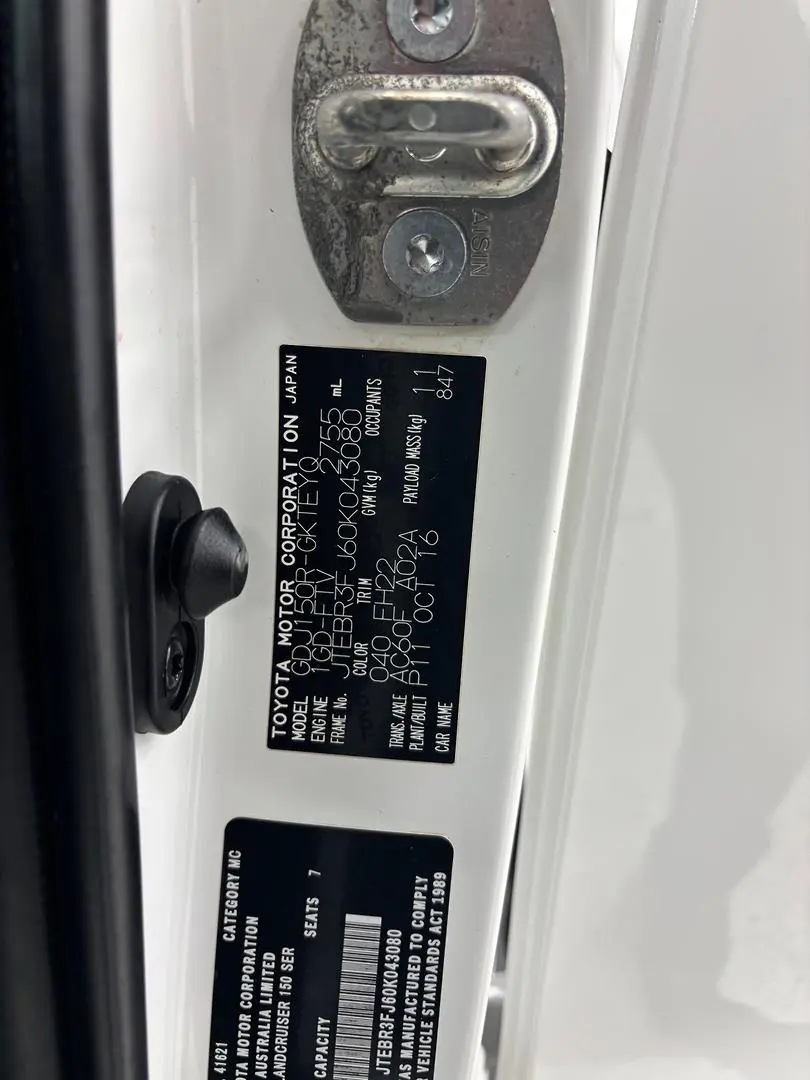 AISIN
TOYOTA MOTOR CORPORATION JAPAN
MODEL GDJ150R-GKTEYQ
ENGINE 1GD-FTV 2755 mL
FRAME No. JTEBR3FJ60K043080
COLOR TRIM GVM(kg) OCCUPANTS
040 FH22
TRANS./AXLE AC60F A02A
PLANT/BUILT P11 OCT 16 PAYLOAD MASS(kg) 11
CAR NAME 847
41621 CATEGORY MC
MOTOR CORPORATION
AUSTRALIA LIMITED
150 SER SEATS 7
CAPACITY
JTEBR3FJ60K043080
MANUFACTURED TO COMPLY
VEHICLE STANDARDS ACT 1989